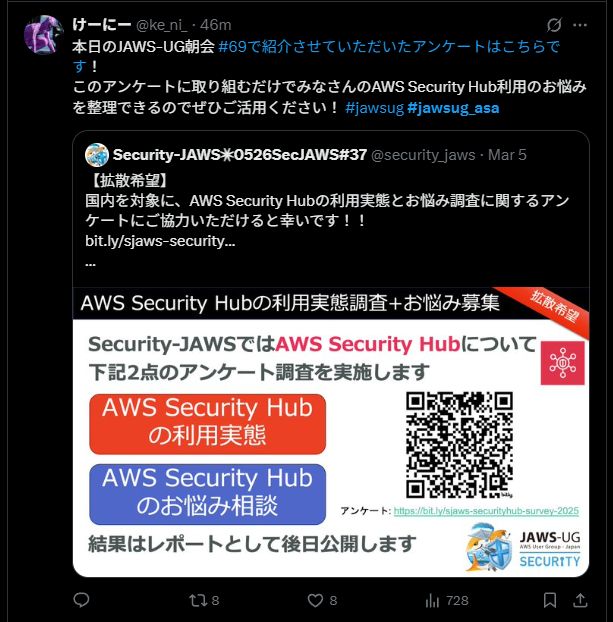 けーにー @ke_ni_ · 46m
本日のJAWS-UG朝会 #69で紹介させていただいたアンケートはこちらで
す！
このアンケートに取り組むだけでみなさんのAWS Security Hub利用のお悩み
を整理できるのでぜひご活用ください！ #jawsug #jawsug_asa
Security-JAWS✷0526SecJAWS#37 @security_jaws · Mar 5
【拡散希望】
国内を対象に、AWS Security Hubの利用実態とお悩み調査に関するアン
ケートにご協力いただけると幸いです！！
bit.ly/sjaws-security…
...
AWS Security Hubの利用実態調査+お悩み募集
拡散希望
Security-JAWSではAWS Security Hubについて
下記2点のアンケート調査を実施します
AWS Security Hub
の利用実態
AWS Security Hub
のお悩み相談
bitly
アンケート: https://bit.ly/sjaws-securityhub-survey-2025
結果はレポートとして後日公開します
JAWS-UG
AWS User Group - Japan
SECURITY
8
8
728